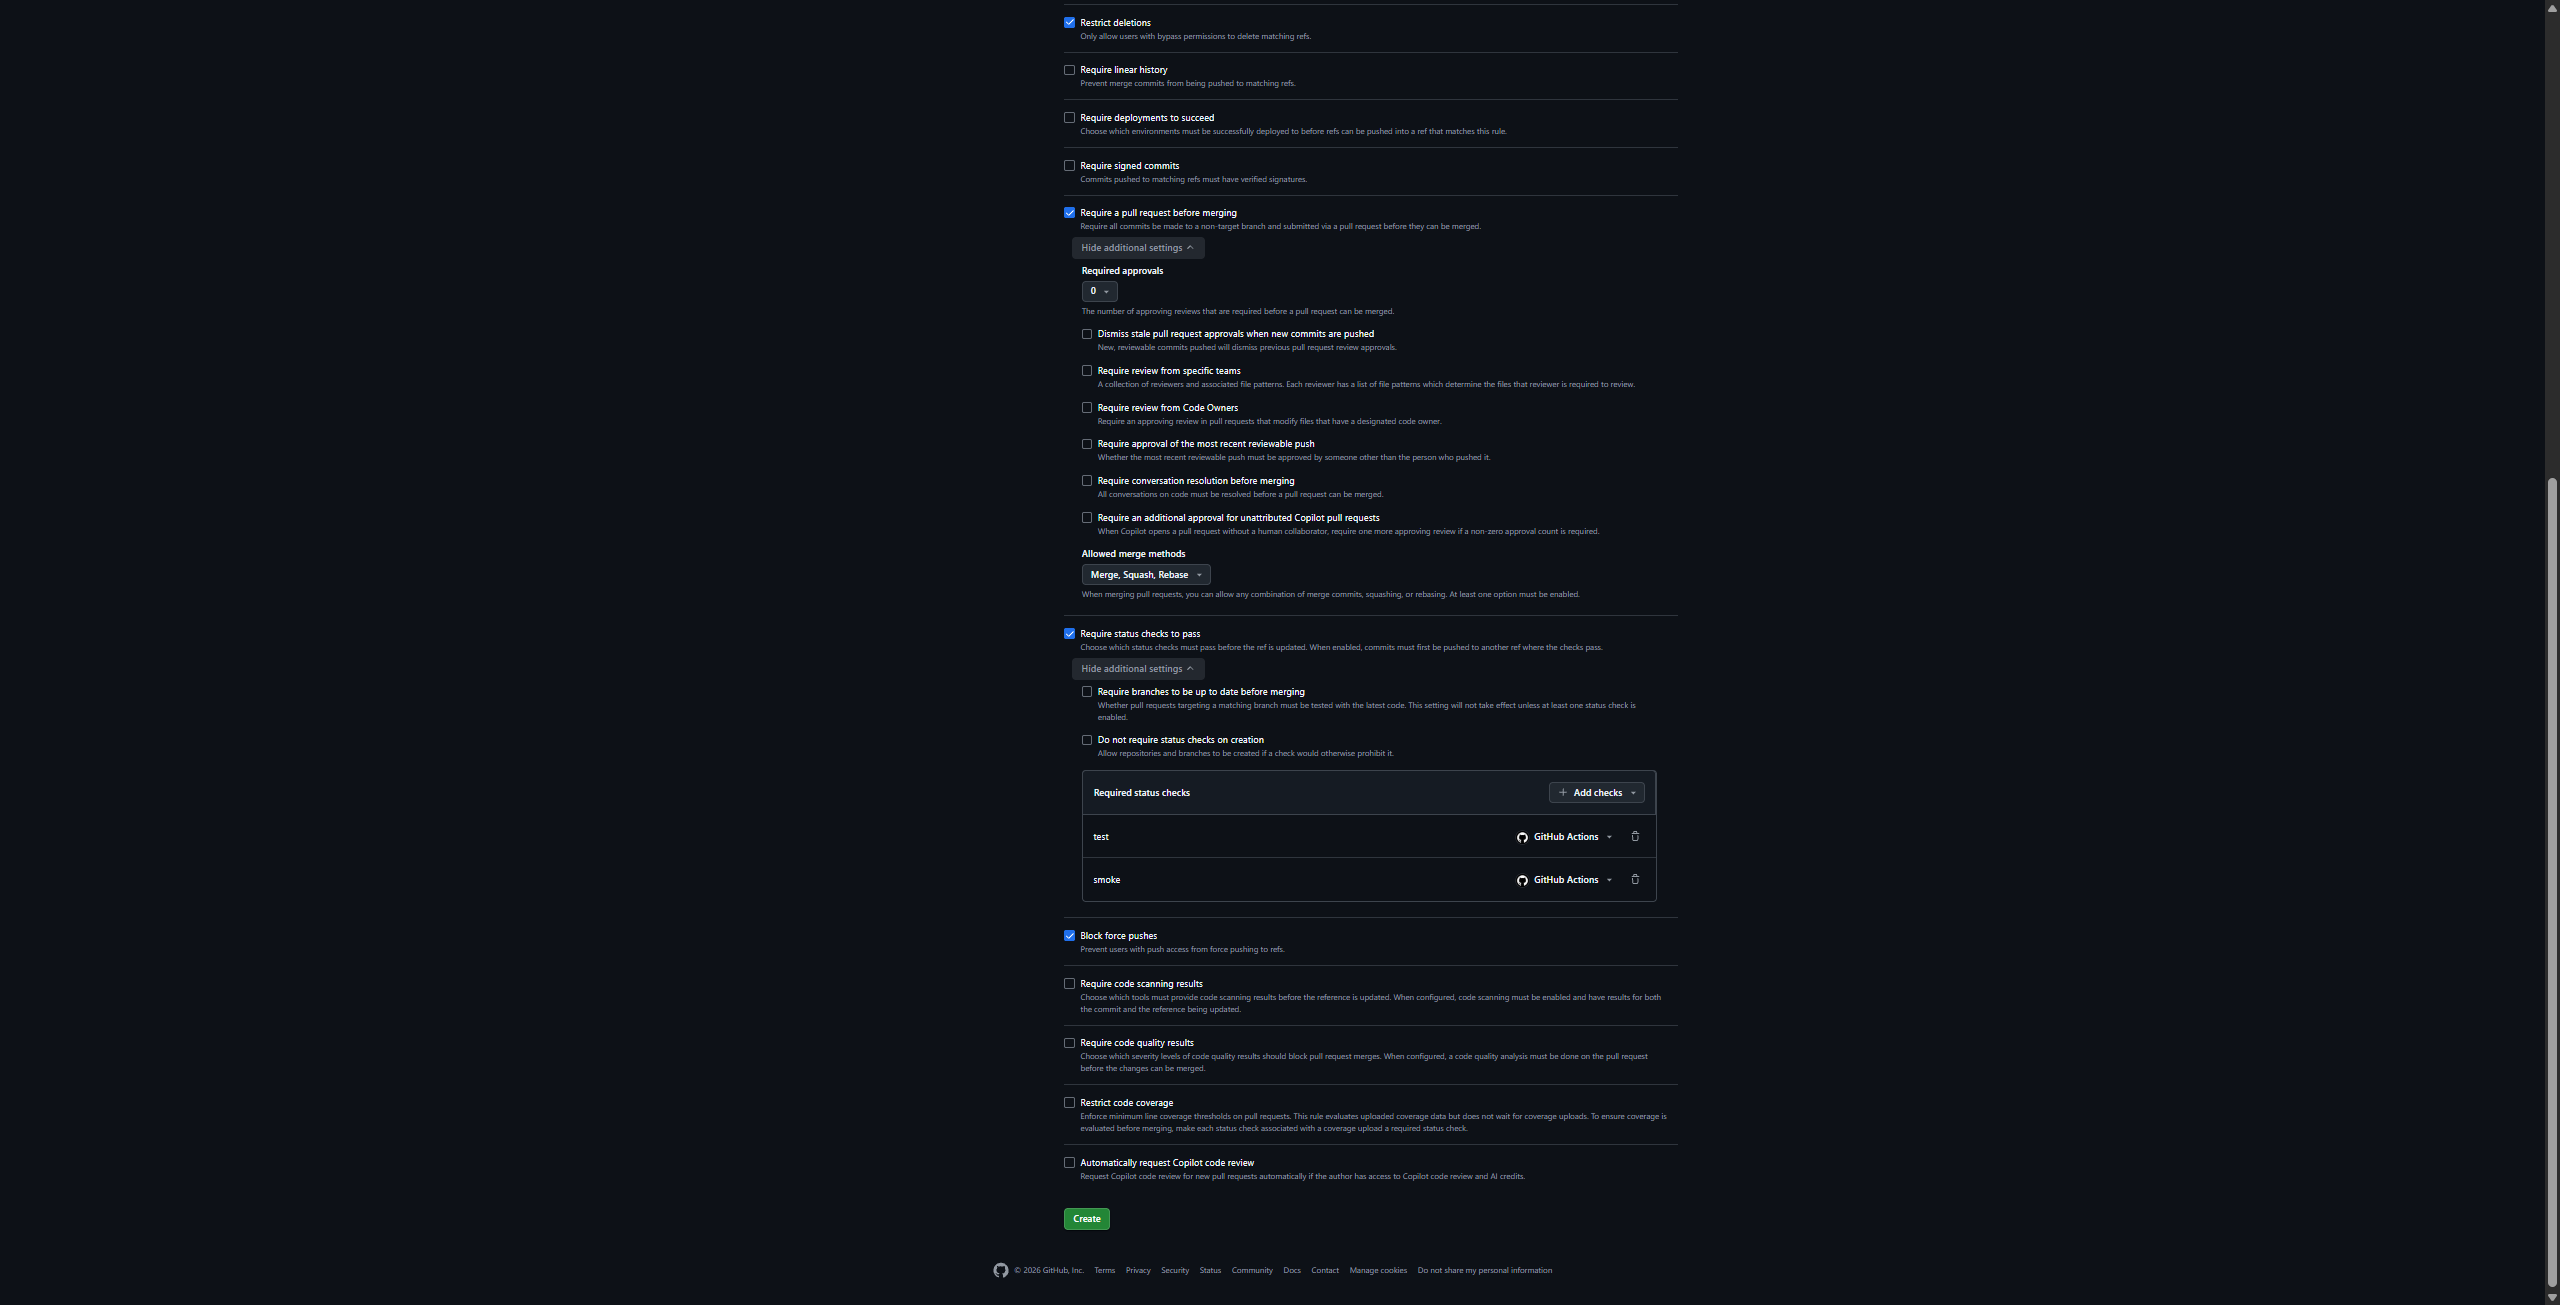 Restrict deletions
Only allow users with bypass permissions to delete matching refs.
Require linear history
Prevent merge commits from being pushed to matching refs.
Require deployments to succeed
Choose which environments must be successfully deployed to before refs can be pushed into a ref that matches this rule.
Require signed commits
Commits pushed to matching refs must have verified signatures.
Require a pull request before merging
Require all commits be made to a non-target branch and submitted via a pull request before they can be merged.
Hide additional settings
Required approvals
0
The number of approving reviews that are required before a pull request can be merged.
Dismiss stale pull request approvals when new commits are pushed
New, reviewable commits pushed will dismiss previous pull request review approvals.
Require review from specific teams
A collection of reviewers and associated file patterns. Each reviewer has a list of file patterns which determine the files that reviewer is required to review.
Require review from Code Owners
Require an approving review in pull requests that modify files that have a designated code owner.
Require approval of the most recent reviewable push
Whether the most recent reviewable push must be approved by someone other than the person who pushed it.
Require conversation resolution before merging
All conversations on code must be resolved before a pull request can be merged.
Require an additional approval for unattributed Copilot pull requests
When Copilot opens a pull request without a human collaborator, require one more approving review if a non-zero approval count is required.
Allowed merge methods
Merge, Squash, Rebase
When merging pull requests, you can allow any combination of merge commits, squashing, or rebasing. At least one option must be enabled.
Require status checks to pass
Choose which status checks must pass before the ref is updated. When enabled, commits must first be pushed to another ref where the checks pass.
Hide additional settings
Require branches to be up to date before merging
Whether pull requests targeting a matching branch must be tested with the latest code. This setting will not take effect unless at least one status check is
enabled.
Do not require status checks on creation
Allow repositories and branches to be created if a check would otherwise prohibit it.
Required status checks Add checks
test GitHub Actions
smoke GitHub Actions
Block force pushes
Prevent users with push access from force pushing to refs.
Require code scanning results
Choose which tools must provide code scanning results before the reference is updated. When configured, code scanning must be enabled and have results for both
the commit and the reference being updated.
Require code quality results
Choose which severity levels of code quality results should block pull request merges. When configured, a code quality analysis must be done on the pull request
before the changes can be merged.
Restrict code coverage
Enforce minimum line coverage thresholds on pull requests. This rule evaluates uploaded coverage data but does not wait for coverage uploads. To ensure coverage is
evaluated before merging, make each status check associated with a coverage upload a required status check.
Automatically request Copilot code review
Request Copilot code review for new pull requests automatically if the author has access to Copilot code review and AI credits.
Create
© 2026 GitHub, Inc. Terms Privacy Security Status Community Docs Contact Manage cookies Do not share my personal information